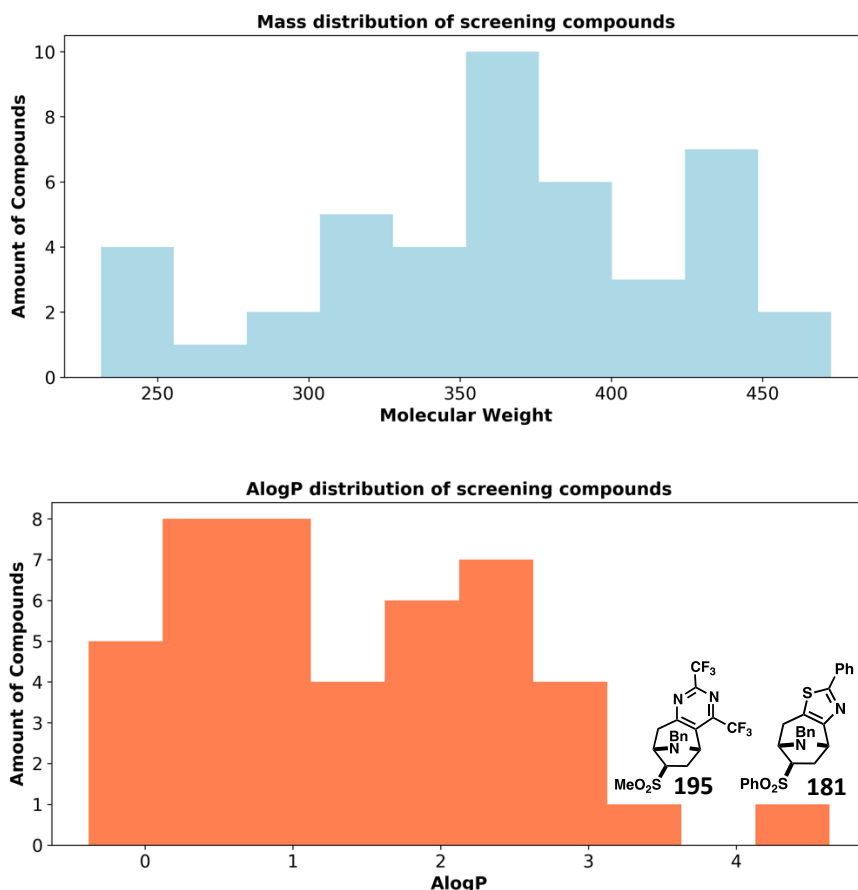 Mass distribution of screening compounds
10
8
6
4
2
0
Amount of Compounds
250 300 350 400 450
Molecular Weight
AlogP distribution of screening compounds
8
7
6
5
4
3
2
1
0
Amount of Compounds
CF₃
N N
CF₃
Bn
N
MeO₂S
195
Ph
S
N
Bn
N
PhO₂S
181
0 1 2 3 4
AlogP